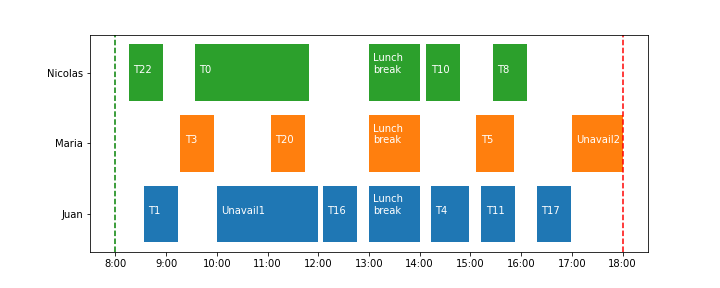 Nicolas
T22
T0
Lunch
break
T10
T8
Maria
T3
T20
Lunch
break
T5
Unavail2
Juan
T1
Unavail1
T16
Lunch
break
T4
T11
T17
8:00 9:00 10:00 11:00 12:00 13:00 14:00 15:00 16:00 17:00 18:00